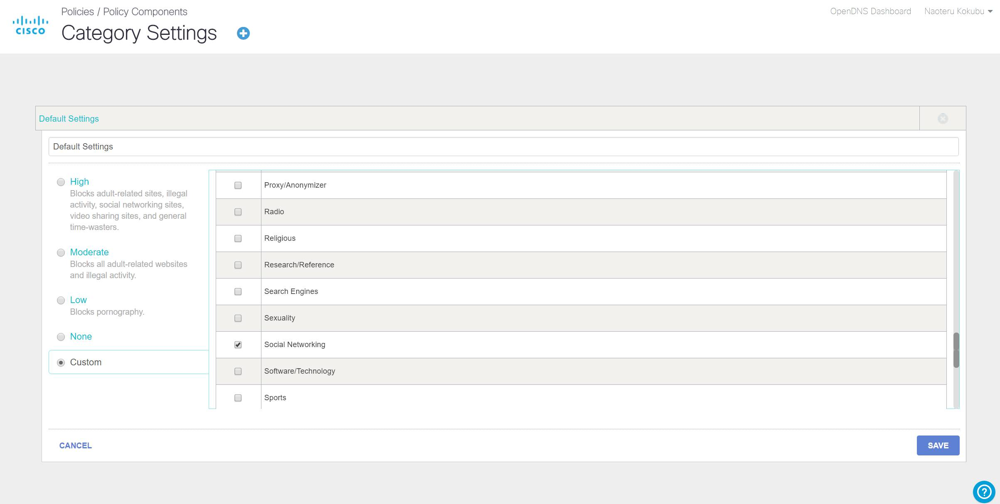 Policies / Policy Components
OpenDNS Dashboard
Naoteru Kokubu
CISCO
Category Settings
Default Settings
Default Settings
High
Blocks adult-related sites, illegal
activity, social networking sites,
video sharing sites, and general
time-wasters.
Moderate
Blocks all adult-related websites
and illegal activity.
Low
Blocks pornography.
None
Custom
Proxy/Anonymizer
Radio
Religious
Research/Reference
Search Engines
Sexuality
Social Networking
Software/Technology
Sports
CANCEL
SAVE
?